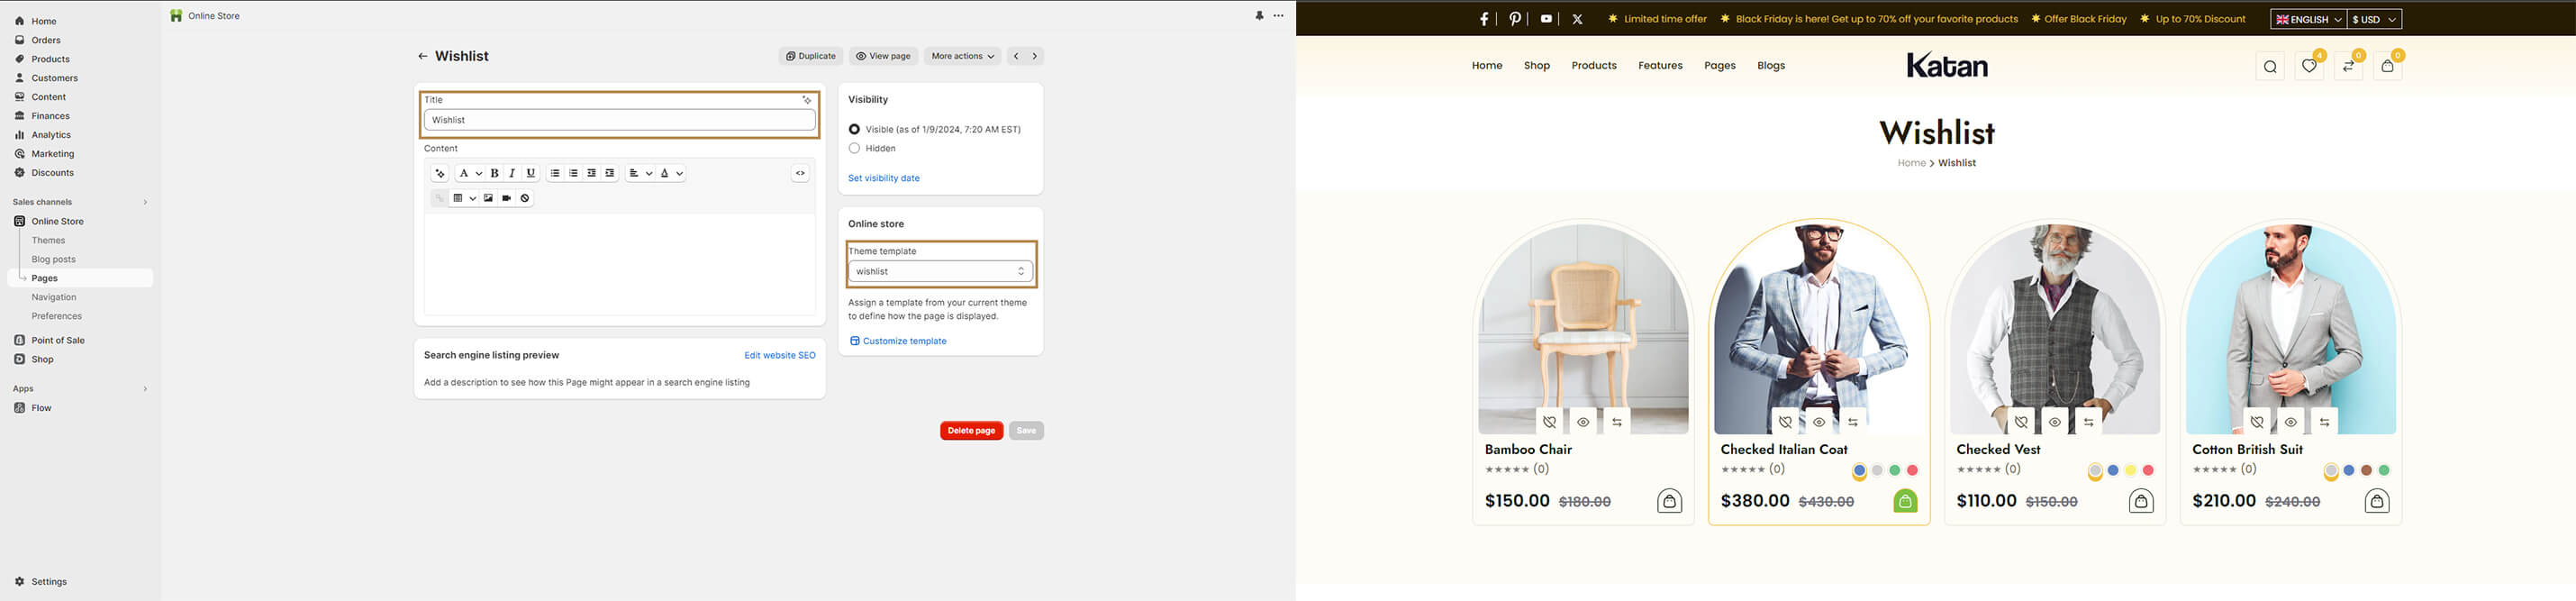 Home
Orders
Products
Customers
Content
Finances
Analytics
Marketing
Discounts
Sales channels
Online Store
Themes
Blog posts
Pages
Navigation
Preferences
Point of Sale
Shop
Apps
Flow
Settings
Online Store
Wishlist
Duplicate
View page
More actions
Title
Wishlist
Content
A B I U A
Search engine listing preview
Edit website SEO
Add a description to see how this Page might appear in a search engine listing
Visibility
Visible (as of 1/9/2024, 7:20 AM EST)
Hidden
Set visibility date
Online store
Theme template
wishlist
Assign a template from your current theme
to define how the page is displayed.
Customize template
Delete page Save
Limited time offer Black Friday is here! Get up to 70% off your favorite products Offer Black Friday Up to 70% Discount
ENGLISH $ USD
Home Shop Products Features Pages Blogs
Katan
4 0 0
Wishlist
Home > Wishlist
Bamboo Chair
(0)
$150.00 $180.00
Checked Italian Coat
(0)
$380.00 $430.00
Checked Vest
(0)
$110.00 $150.00
Cotton British Suit
(0)
$210.00 $240.00